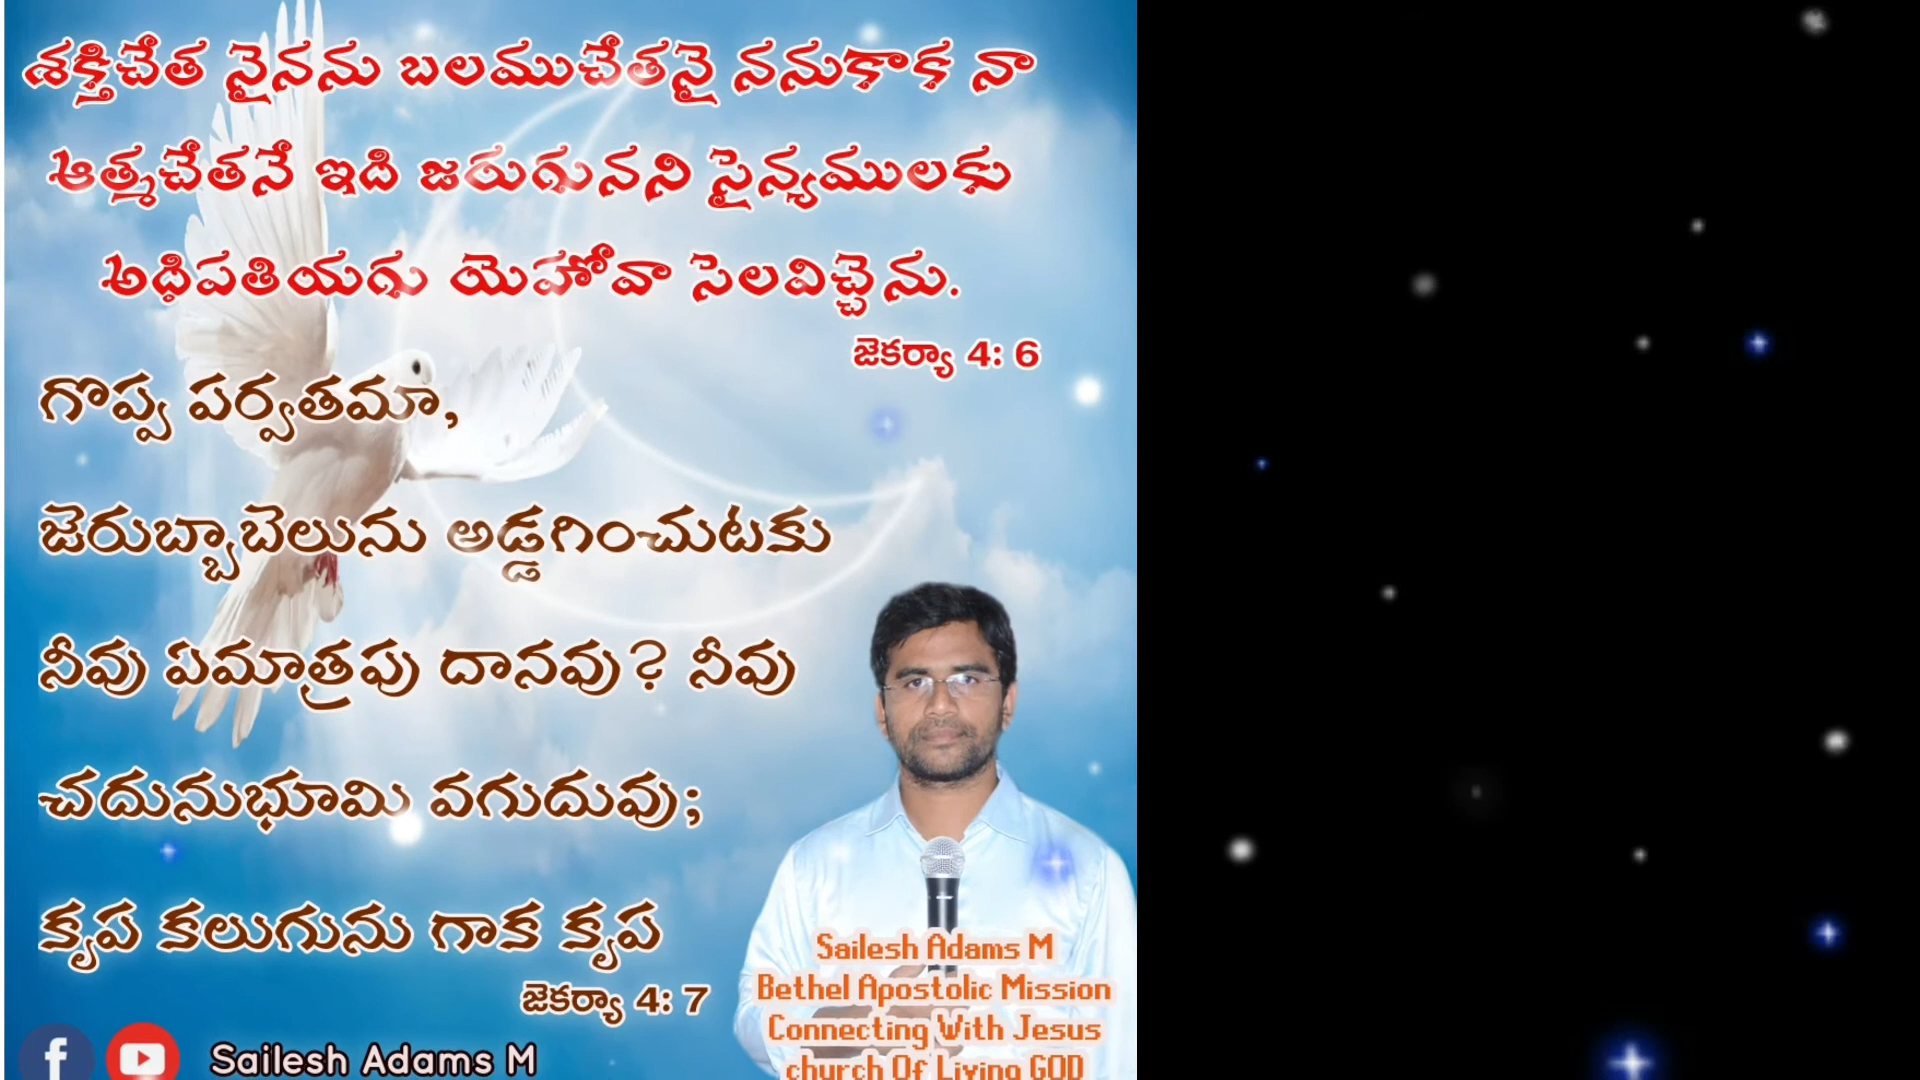 శక్తిచేత నైనను బలముచేతనై ననుకాక నా
ఆత్మచేతనే ఇది జరుగునని సైన్యములకు
అధిపతియగు యెహోవా సెలవిచ్చెను.
జెకర్యా 4: 6
గొప్ప పర్వతమా,
జెరుబ్బాబెలును అడ్డగించుటకు
నీవు ఏమాత్రపు దానవు? నీవు
చదునుభూమి వగుదువు;
కృప కలుగును గాక కృప
జెకర్యా 4: 7
Sailesh Adams M
Bethel Apostolic Mission
Connecting With Jesus
church Of Living GOD
Sailesh Adams M